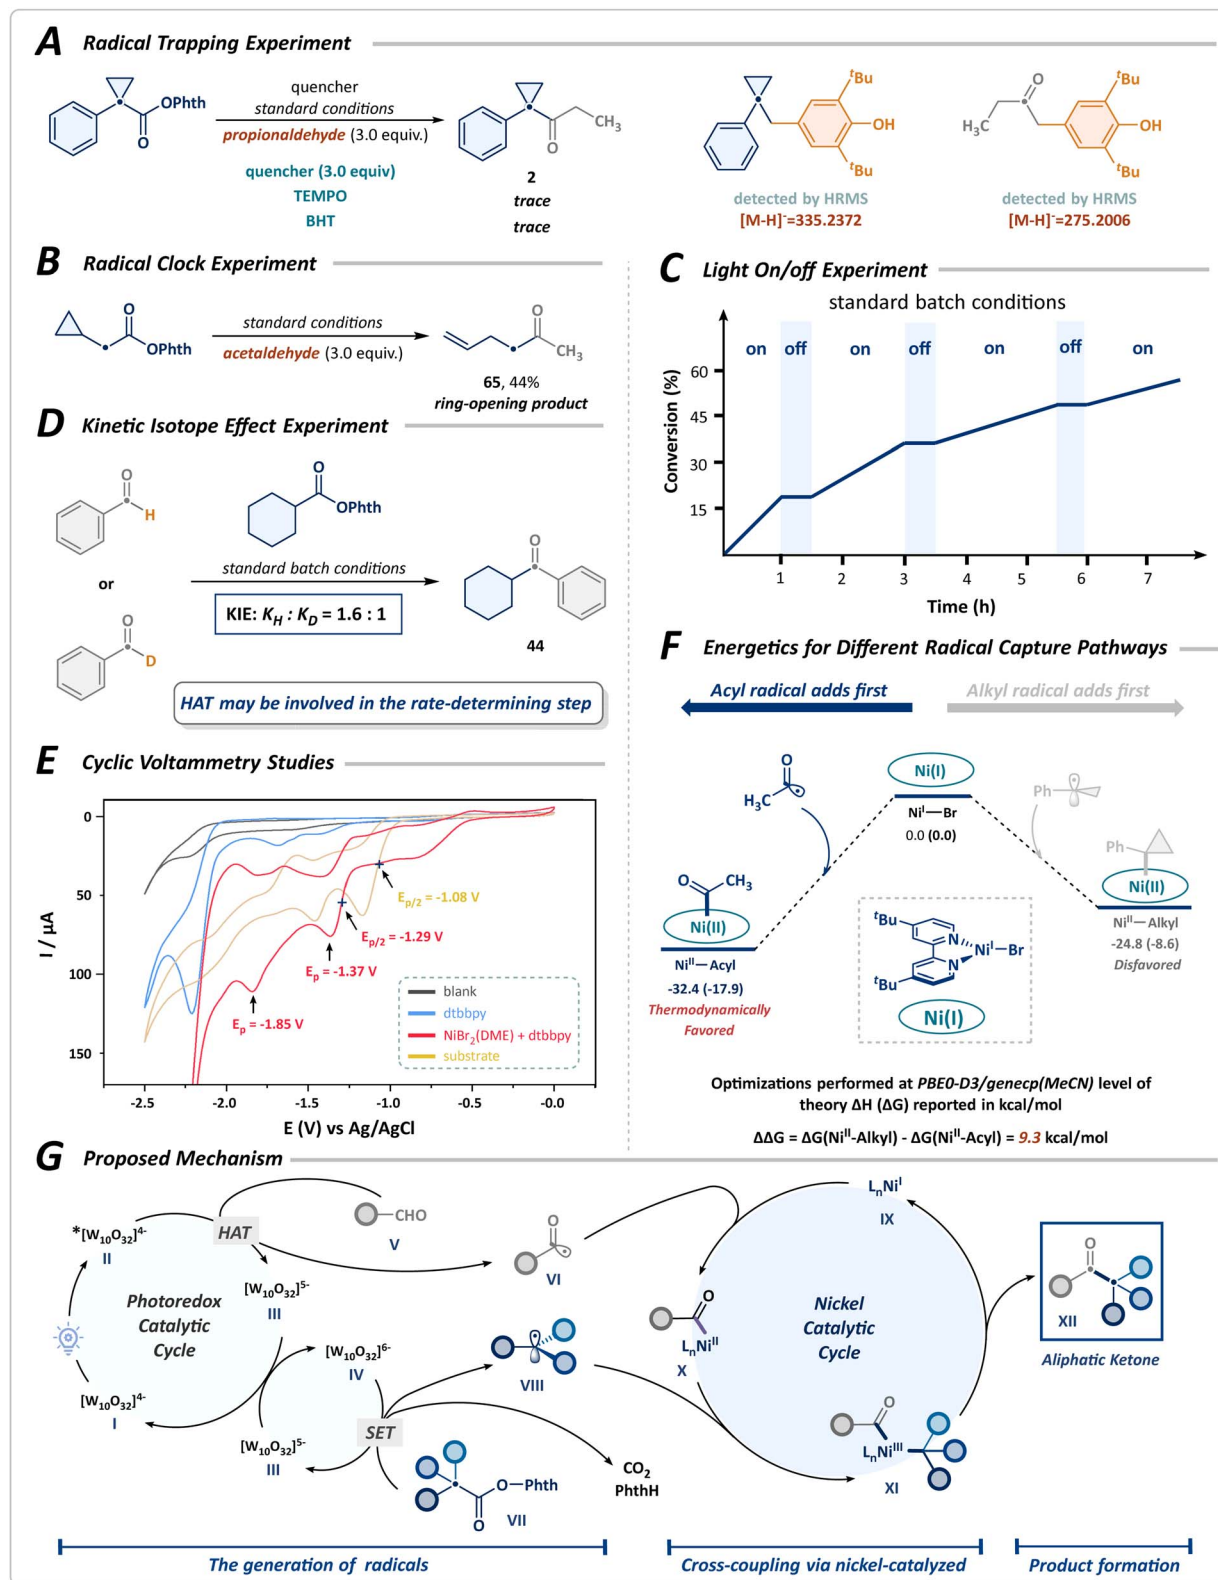 A Radical Trapping Experiment
OPhth
O
quencher
standard conditions
propionaldehyde (3.0 equiv.)
quencher (3.0 equiv)
TEMPO
BHT
CH3
O
2
trace
trace
tBu
OH
tBu
detected by HRMS
[M-H]-=335.2372
O
H3C
tBu
OH
tBu
detected by HRMS
[M-H]-=275.2006
B Radical Clock Experiment
O
OPhth
standard conditions
acetaldehyde (3.0 equiv.)
O
CH3
65, 44%
ring-opening product
C Light On/off Experiment
standard batch conditions
on off on off on off on
Conversion (%)
60
45
30
15
1 2 3 4 5 6 7
Time (h)
D Kinetic Isotope Effect Experiment
O
H
or
O
D
O
OPhth
standard batch conditions
KIE: KH : KD = 1.6 : 1
O
44
HAT may be involved in the rate-determining step
E Cyclic Voltammetry Studies
I / μA
0
50
100
150
Ep/2 = -1.08 V
Ep/2 = -1.29 V
Ep = -1.37 V
Ep = -1.85 V
blank
dtbbpy
NiBr2(DME) + dtbbpy
substrate
-2.5 -2.0 -1.5 -1.0 -0.5 -0.0
E (V) vs Ag/AgCl
F Energetics for Different Radical Capture Pathways
Acyl radical adds first
Alkyl radical adds first
O
H3C
Ni(I)
NiI—Br
0.0 (0.0)
Ph
O
CH3
Ni(II)
NiII—Acyl
-32.4 (-17.9)
Thermodynamically
Favored
tBu
N
NiI—Br
N
tBu
Ni(I)
Ph
Ni(II)
NiII—Alkyl
-24.8 (-8.6)
Disfavored
Optimizations performed at PBE0-D3/genecp(MeCN) level of
theory ΔH (ΔG) reported in kcal/mol
ΔΔG = ΔG(NiII-Alkyl) - ΔG(NiII-Acyl) = 9.3 kcal/mol
G Proposed Mechanism
*[W10O32]4-
II
HAT
CHO
V
[W10O32]5-
III
Photoredox
Catalytic
Cycle
[W10O32]4-
I
[W10O32]6-
IV
[W10O32]5-
III
SET
O
VI
VIII
O—Phth
O
VII
CO2
PhthH
LnNiI
IX
Nickel
Catalytic
Cycle
O
LnNiII
X
O
LnNiIII
XI
O
XII
Aliphatic Ketone
The generation of radicals
Cross-coupling via nickel-catalyzed
Product formation